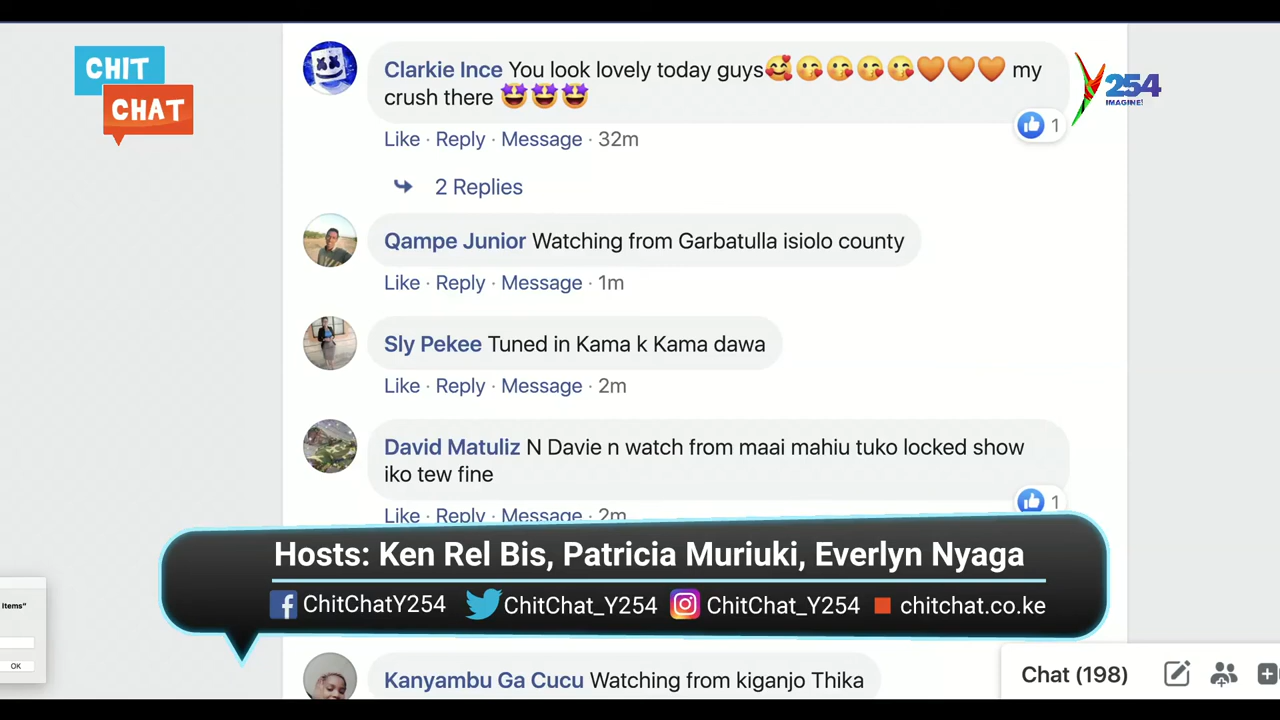 CHIT
CHAT
Y254
IMAGINE!
Clarkie Ince You look lovely today guys🥰😘😘😘😘🧡🧡🧡 my
crush there 🤩🤩🤩
1
Like · Reply · Message · 32m
2 Replies
Qampe Junior Watching from Garbatulla isiolo county
Like · Reply · Message · 1m
Sly Pekee Tuned in Kama k Kama dawa
Like · Reply · Message · 2m
David Matuliz N Davie n watch from maai mahiu tuko locked show
iko tew fine
1
Like · Reply · Message · 2m
Hosts: Ken Rel Bis, Patricia Muriuki, Everlyn Nyaga
ChitChatY254 ChitChat_Y254 ChitChat_Y254 chitchat.co.ke
Items"
OK
Kanyambu Ga Cucu Watching from kiganjo Thika
Chat (198)